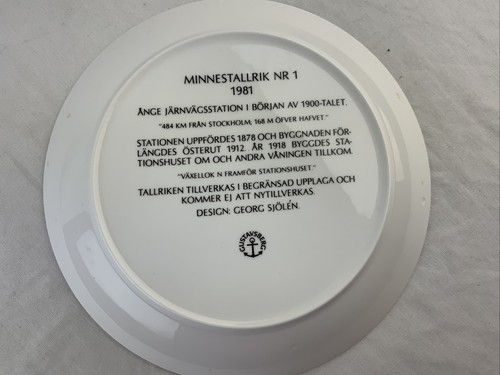 MINNESTALLRIK NR 1
1981
ÅNGE JÄRNVÄGSSTATION I BÖRJAN AV 1900-TALET.
"484 KM FRÅN STOCKHOLM; 168 M ÖFVER HAFVET."
STATIONEN UPPFÖRDES 1878 OCH BYGGNADEN FÖR-
LÄNGDES ÖSTERUT 1912. ÅR 1918 BYGGDES STA-
TIONSHUSET OM OCH ANDRA VÅNINGEN TILLKOM.
"VÄXELLOK N FRAMFÖR STATIONSHUSET."
TALLRIKEN TILLVERKAS I BEGRÄNSAD UPPLAGA OCH
KOMMER EJ ATT NYTILLVERKAS.
DESIGN: GEORG SJÖLÉN.
GUSTAVSBERG